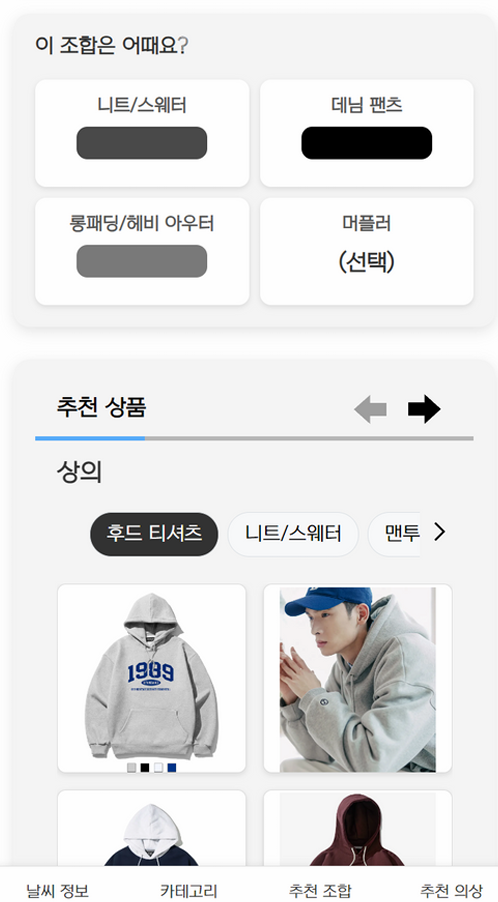 이 조합은 어때요?
니트/스웨터
데님 팬츠
롱패딩/헤비 아우터
머플러
(선택)
추천 상품
상의
후드 티셔츠
니트/스웨터
맨투
1989
날씨 정보
카테고리
추천 조합
추천 의상